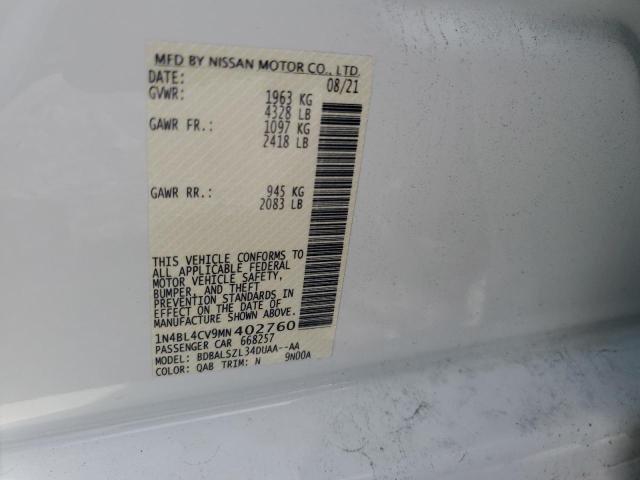 MFD BY NISSAN MOTOR CO., LTD.
DATE: 08/21
GVWR: 1963 KG
4328 LB
GAWR FR.: 1097 KG
2418 LB
GAWR RR.: 945 KG
2083 LB
THIS VEHICLE CONFORMS TO
ALL APPLICABLE FEDERAL
MOTOR VEHICLE SAFETY,
BUMPER, AND THEFT
PREVENTION STANDARDS IN
EFFECT ON THE DATE OF
MANUFACTURE SHOWN ABOVE.
1N4BL4CV9MN402760
PASSENGER CAR 668257
MODEL: BDBALSZL34DUAA--AA
COLOR: QAB TRIM: N 9N00A